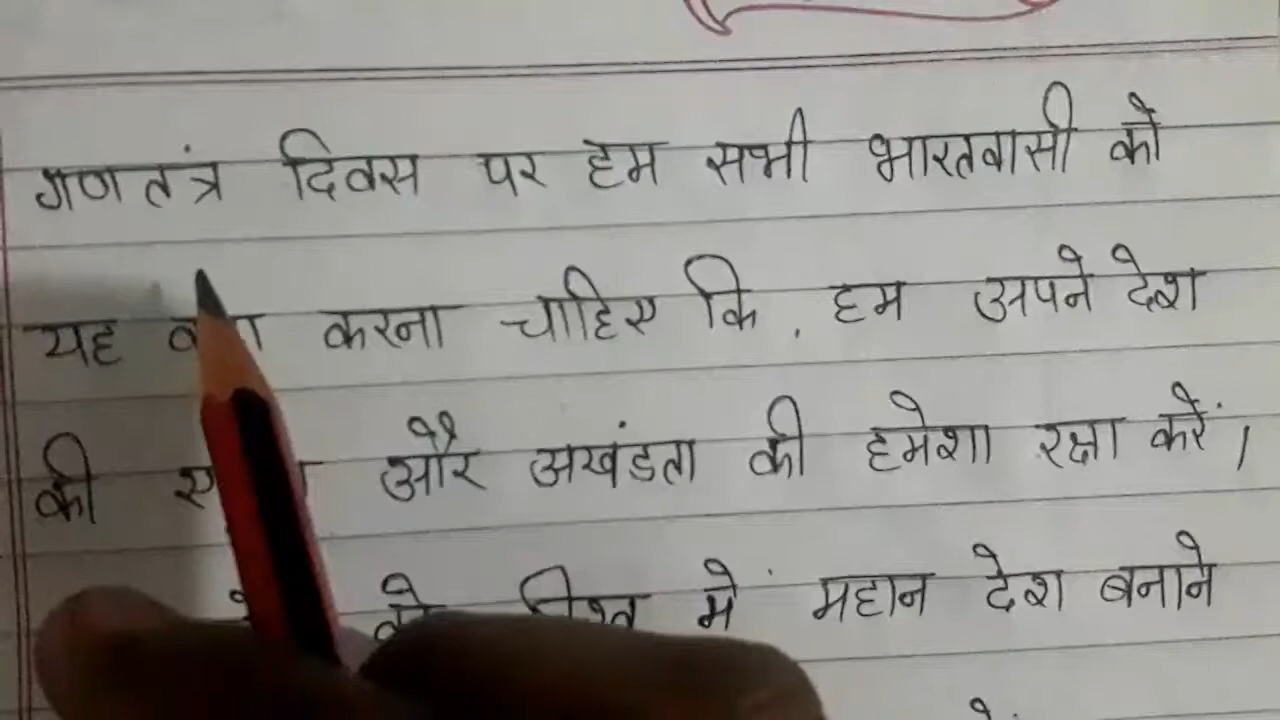 गणतंत्र दिवस पर हम सभी भारतवासी को
यह करना चाहिए कि, हम अपने देश
की और अखंडता की हमेशा रक्षा करें।
में महान देश बनाने